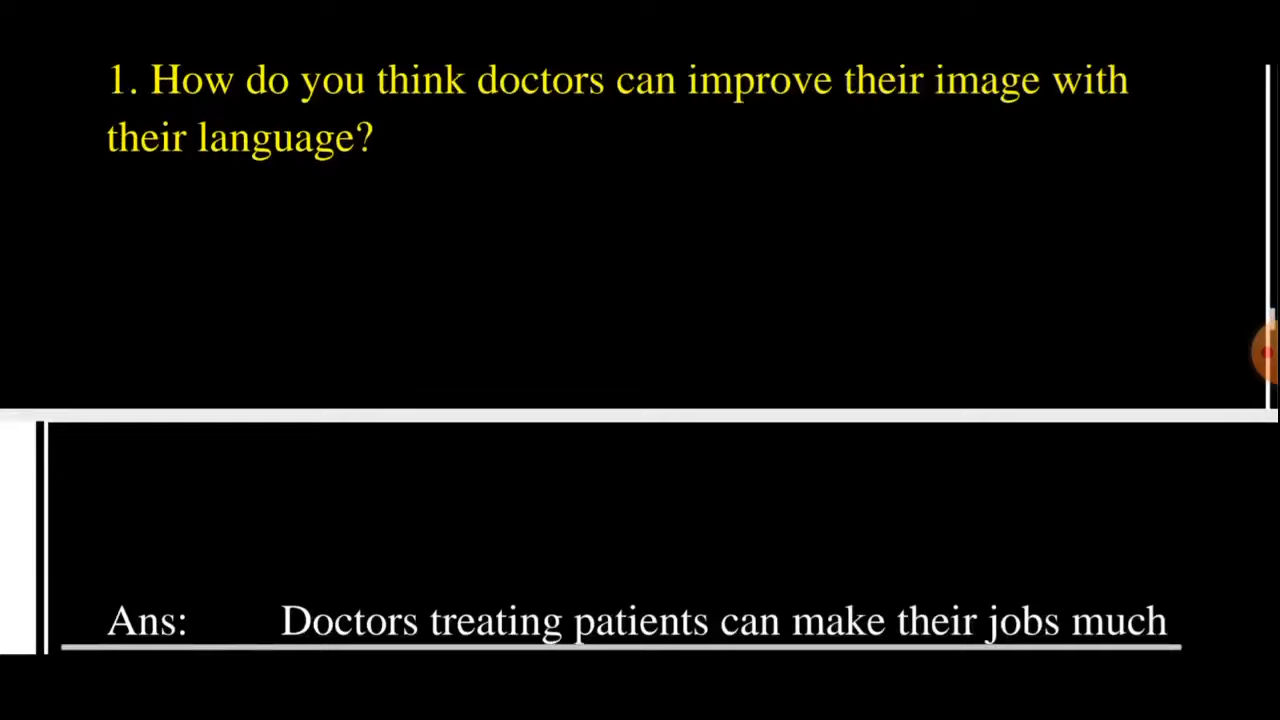 1. How do you think doctors can improve their image with
their language?
Ans: Doctors treating patients can make their jobs much